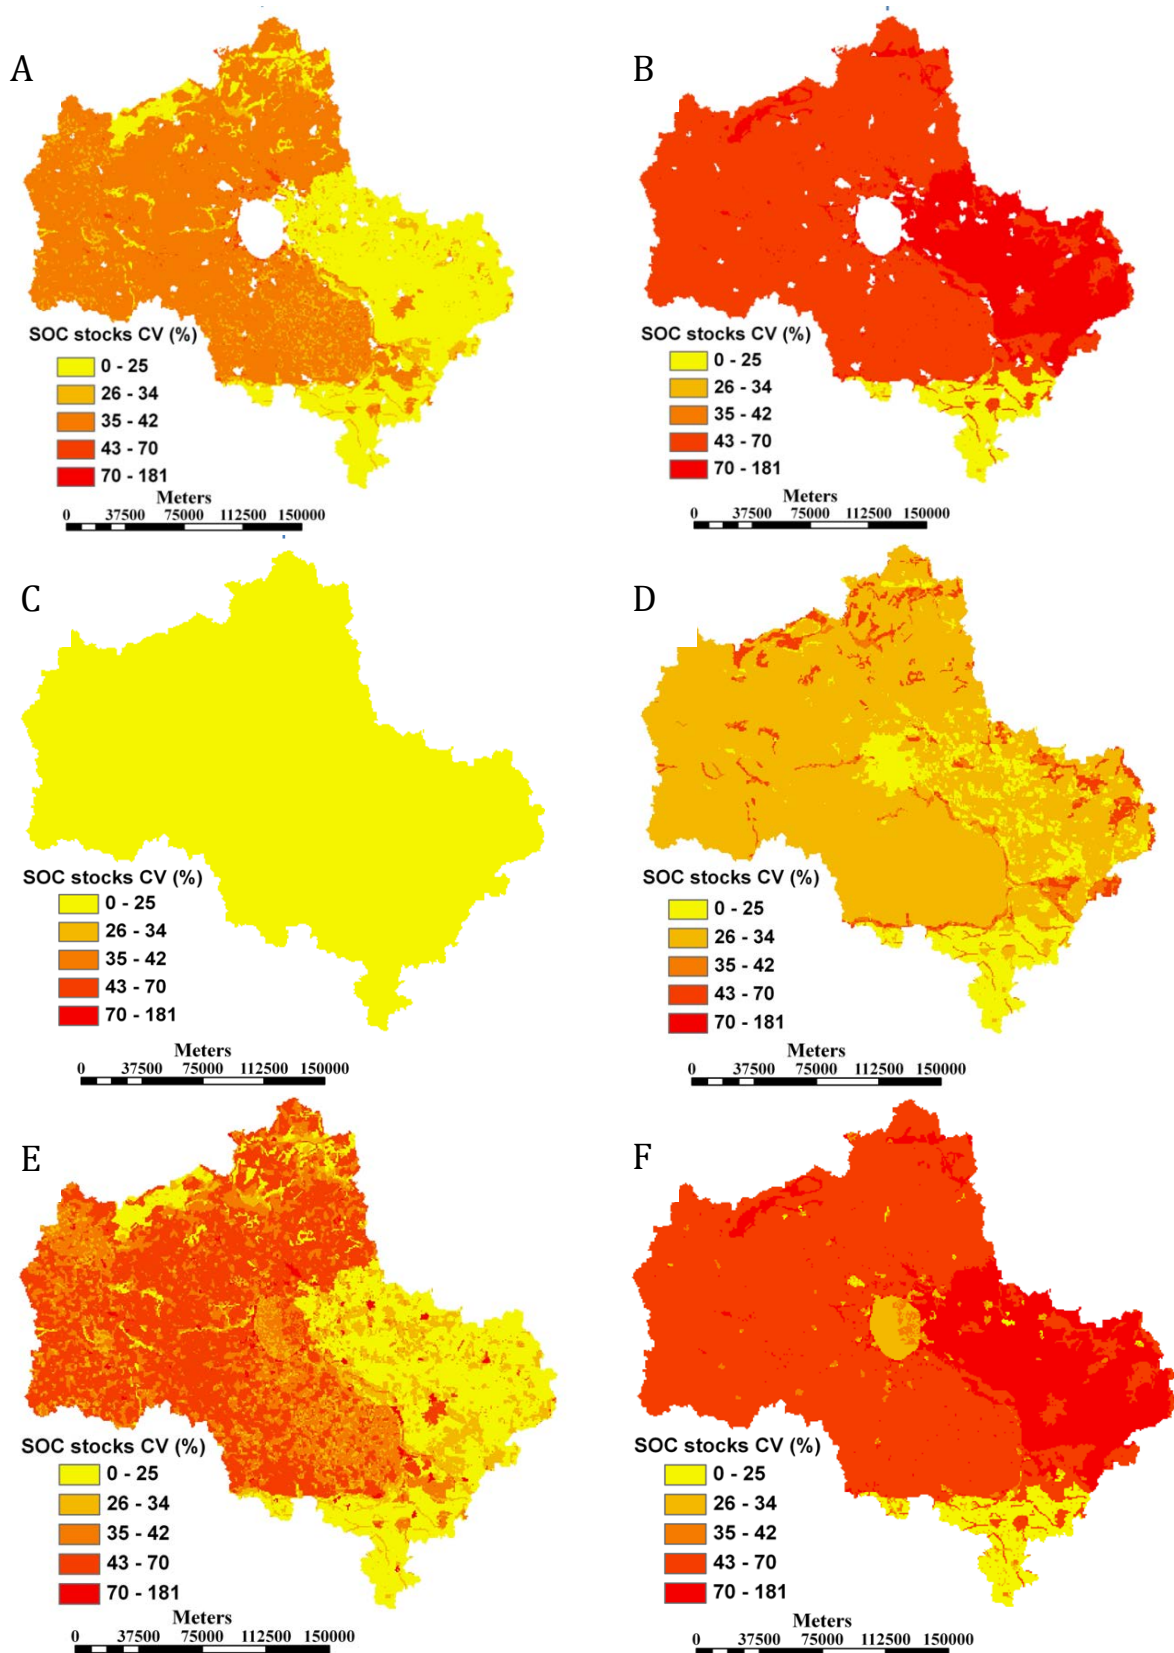 A
SOC stocks CV (%)
0 - 25
26 - 34
35 - 42
43 - 70
70 - 181
Meters
0 37500 75000 112500 150000
B
SOC stocks CV (%)
0 - 25
26 - 34
35 - 42
43 - 70
70 - 181
Meters
0 37500 75000 112500 150000
C
SOC stocks CV (%)
0 - 25
26 - 34
35 - 42
43 - 70
70 - 181
Meters
0 37500 75000 112500 150000
D
SOC stocks CV (%)
0 - 25
26 - 34
35 - 42
43 - 70
70 - 181
Meters
0 37500 75000 112500 150000
E
SOC stocks CV (%)
0 - 25
26 - 34
35 - 42
43 - 70
70 - 181
Meters
0 37500 75000 112500 150000
F
SOC stocks CV (%)
0 - 25
26 - 34
35 - 42
43 - 70
70 - 181
Meters
0 37500 75000 112500 150000